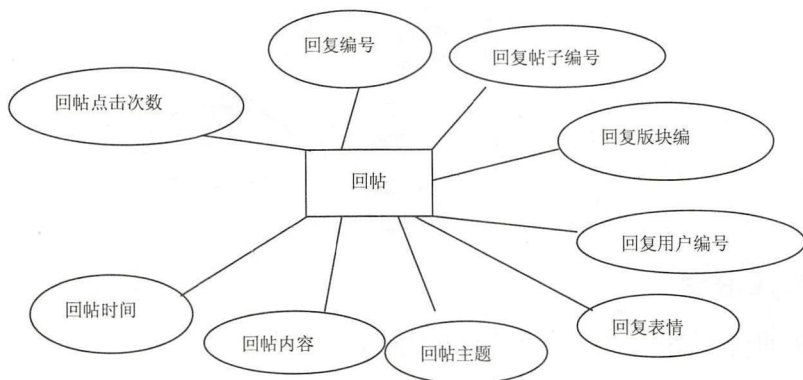 回复编号
回复帖子编号
回帖点击次数
回复版块编
回帖
回复用户编号
回帖时间
回复表情
回帖内容
回帖主题